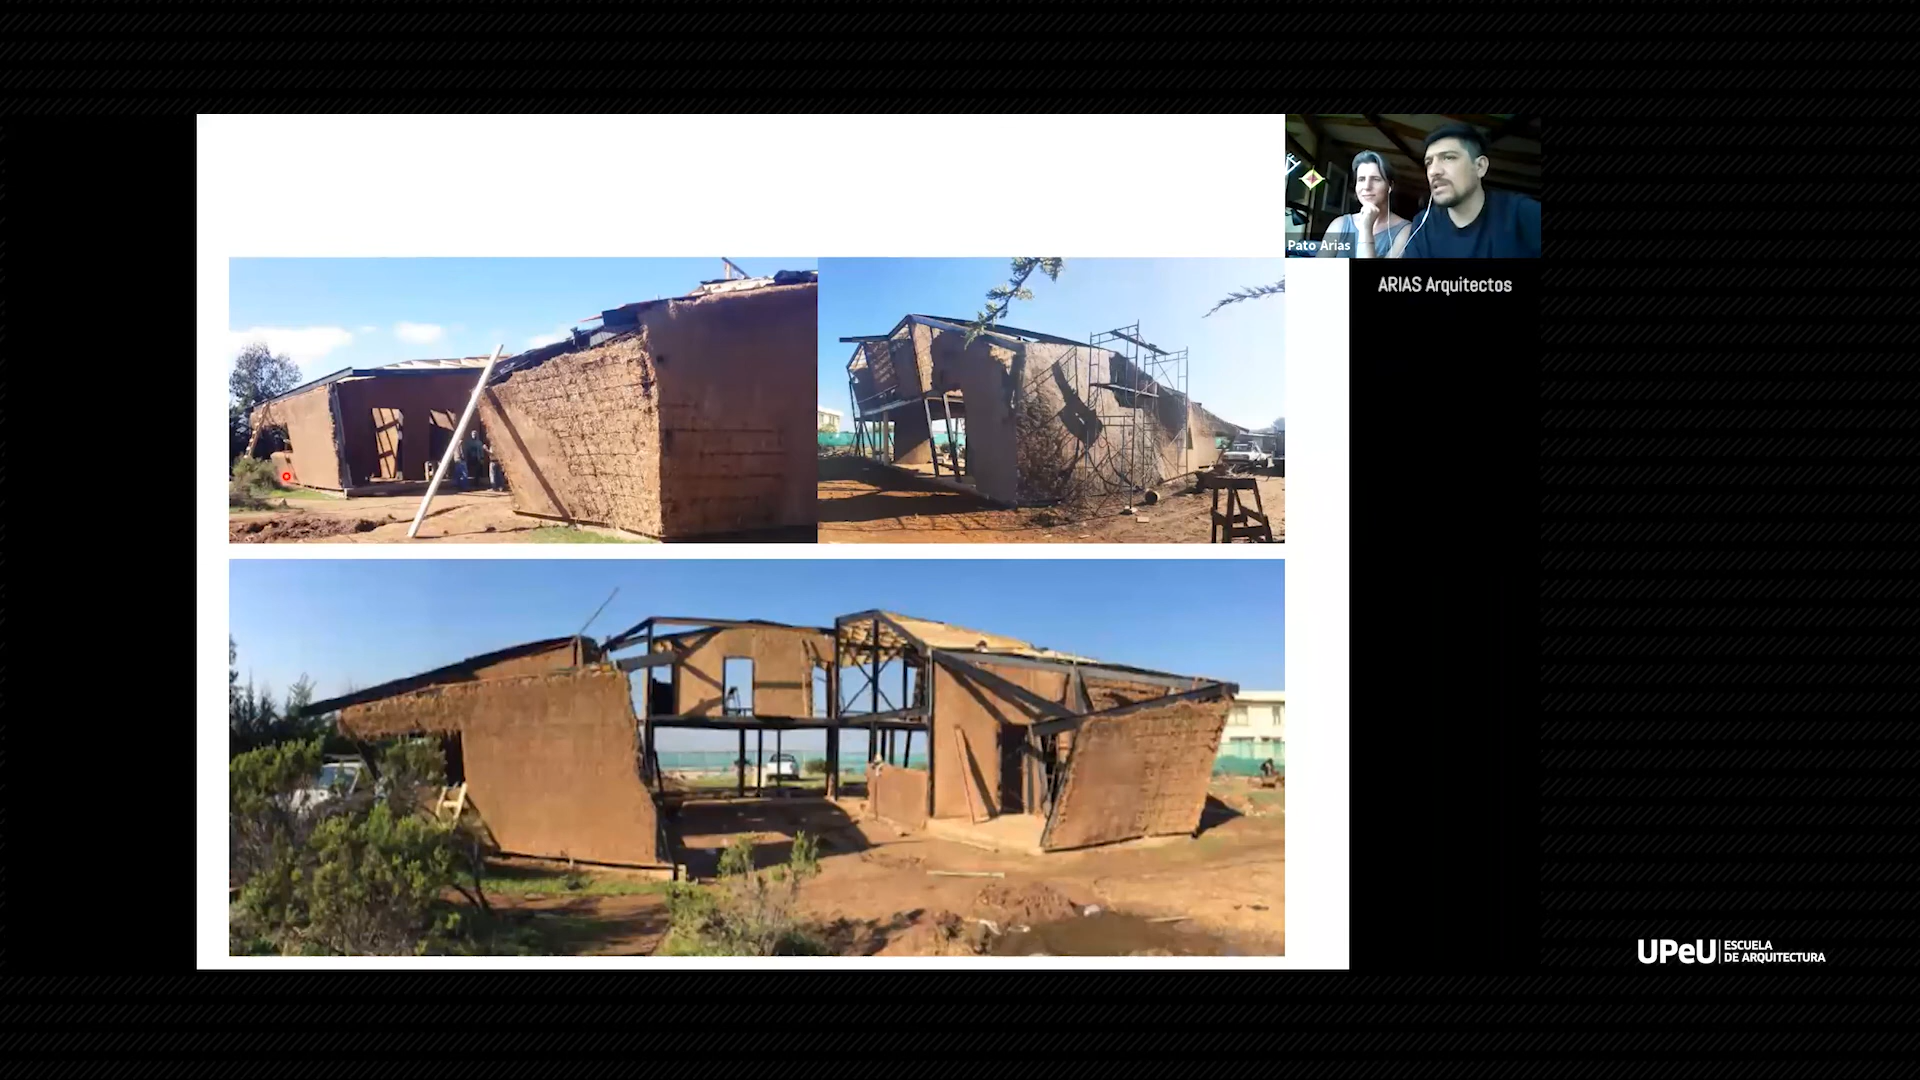 Pato Arias
ARIAS Arquitectos
UPeU
ESCUELA
DE ARQUITECTURA